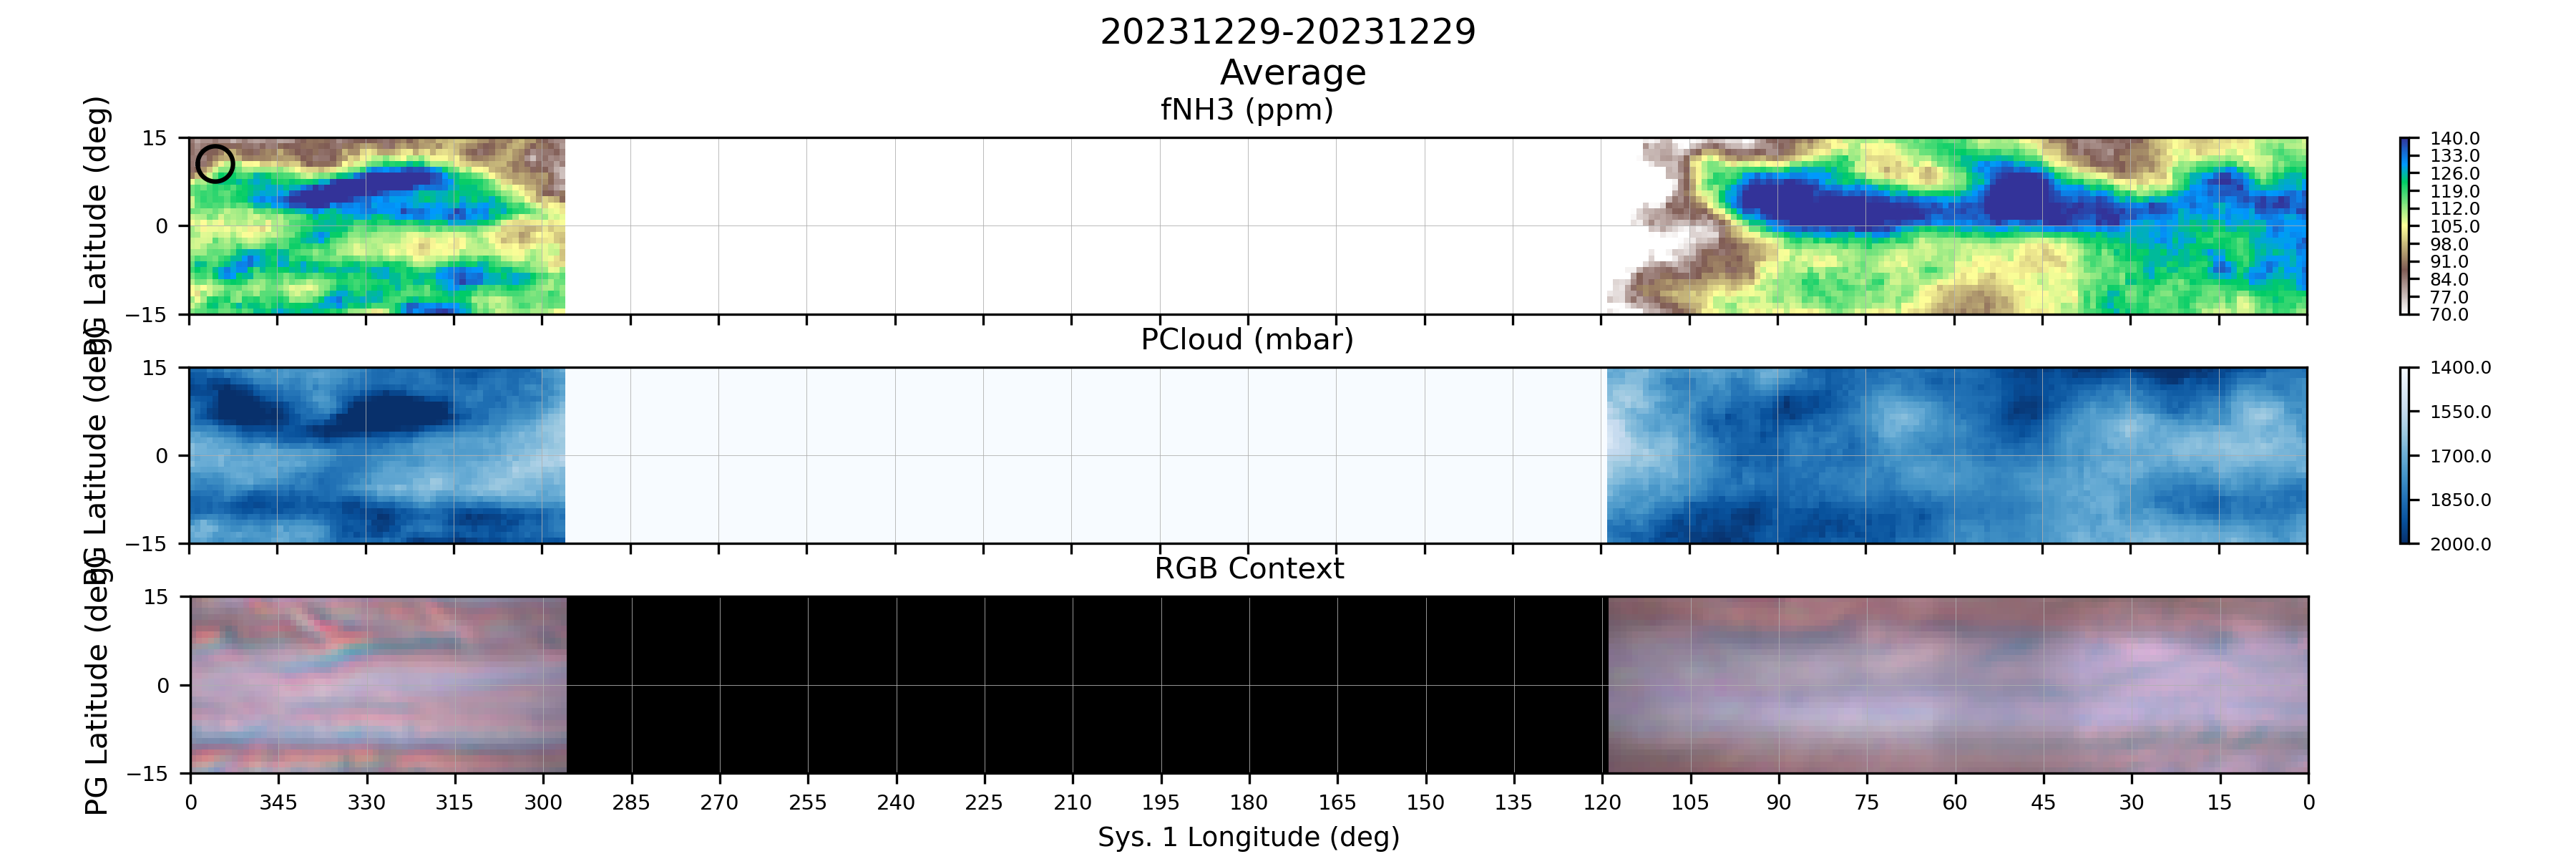 20231229-20231229
Average
fNH3 (ppm)
PG Latitude (deg)
15
0
−15
140.0
133.0
126.0
119.0
112.0
105.0
98.0
91.0
84.0
77.0
70.0
PCloud (mbar)
PG Latitude (deg)
15
0
−15
1400.0
1550.0
1700.0
1850.0
2000.0
RGB Context
PG Latitude (deg)
15
0
−15
0 345 330 315 300 285 270 255 240 225 210 195 180 165 150 135 120 105 90 75 60 45 30 15 0
Sys. 1 Longitude (deg)